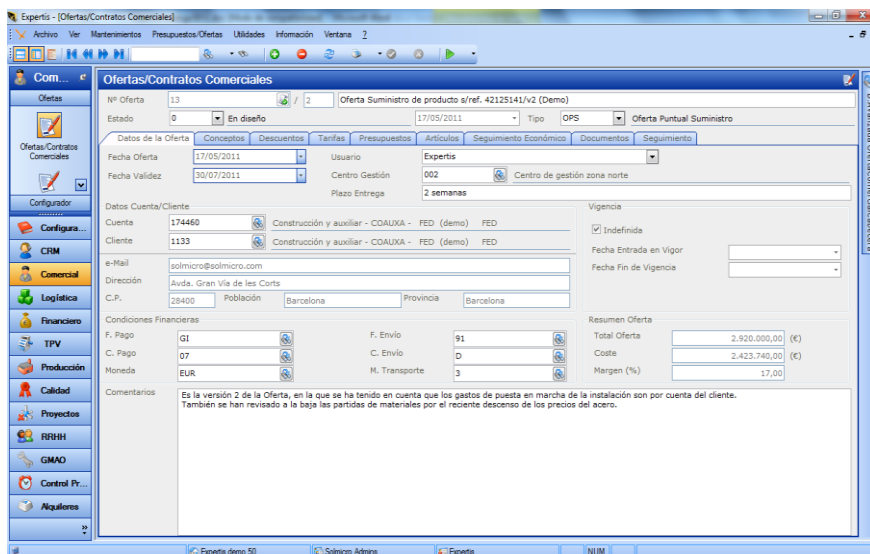 Expertis - [Ofertas/Contratos Comerciales]
Archivo Ver Mantenimientos Presupuestos/Ofertas Utilidades Información Ventana ?
Com...
Ofertas/Contratos Comerciales
Ofertas
Nº Oferta 13 / 2 Oferta Suministro de producto s/ref. 42125141/v2 (Demo)
Estado 0 En diseño 17/05/2011 Tipo OPS Oferta Puntual Suministro
Datos de la Oferta Conceptos Descuentos Tarifas Presupuestos Artículos Seguimiento Económico Documentos Seguimiento
Ofertas/Contratos
Comerciales
Configurador
Configura...
CRM
Comercial
Logística
Financiero
TPV
Producción
Calidad
Proyectos
RRHH
GMAO
Control Pr...
Alquileres
Fecha Oferta 17/05/2011 Usuario Expertis
Fecha Validez 30/07/2011 Centro Gestión 002 Centro de gestión zona norte
Plazo Entrega 2 semanas
Datos Cuenta/Cliente Vigencia
Cuenta 174460 Construcción y auxiliar - COAUXA - FED (demo) FED Indefinida
Cliente 1133 Construcción y auxiliar - COAUXA - FED (demo) FED Fecha Entrada en Vigor
e-Mail solmicro@solmicro.com Fecha Fin de Vigencia
Dirección Avda. Gran Vía de les Corts
C.P. 28400 Población Barcelona Provincia Barcelona
Condiciones Financieras Resumen Oferta
F. Pago GI F. Envío 91 Total Oferta 2.920.000,00 (€)
C. Pago 07 C. Envío D Coste 2.423.740,00 (€)
Moneda EUR M. Transporte 3 Margen (%) 17,00
Comentarios Es la versión 2 de la Oferta, en la que se ha tenido en cuenta que los gastos de puesta en marcha de la instalación son por cuenta del cliente.
También se han revisado a la baja las partidas de materiales por el reciente descenso de los precios del acero.
Expertis demo 50 Solmicro Admins Expertis NUM